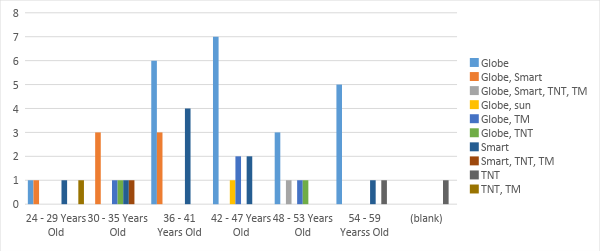 8
7
6
5
4
3
2
1
0
24 - 29 Years Old
30 - 35 Years Old
36 - 41 Years Old
42 - 47 Years Old
48 - 53 Years Old
54 - 59 Yearss Old
(blank)
Globe
Globe, Smart
Globe, Smart, TNT, TM
Globe, sun
Globe, TM
Globe, TNT
Smart
Smart, TNT, TM
TNT
TNT, TM